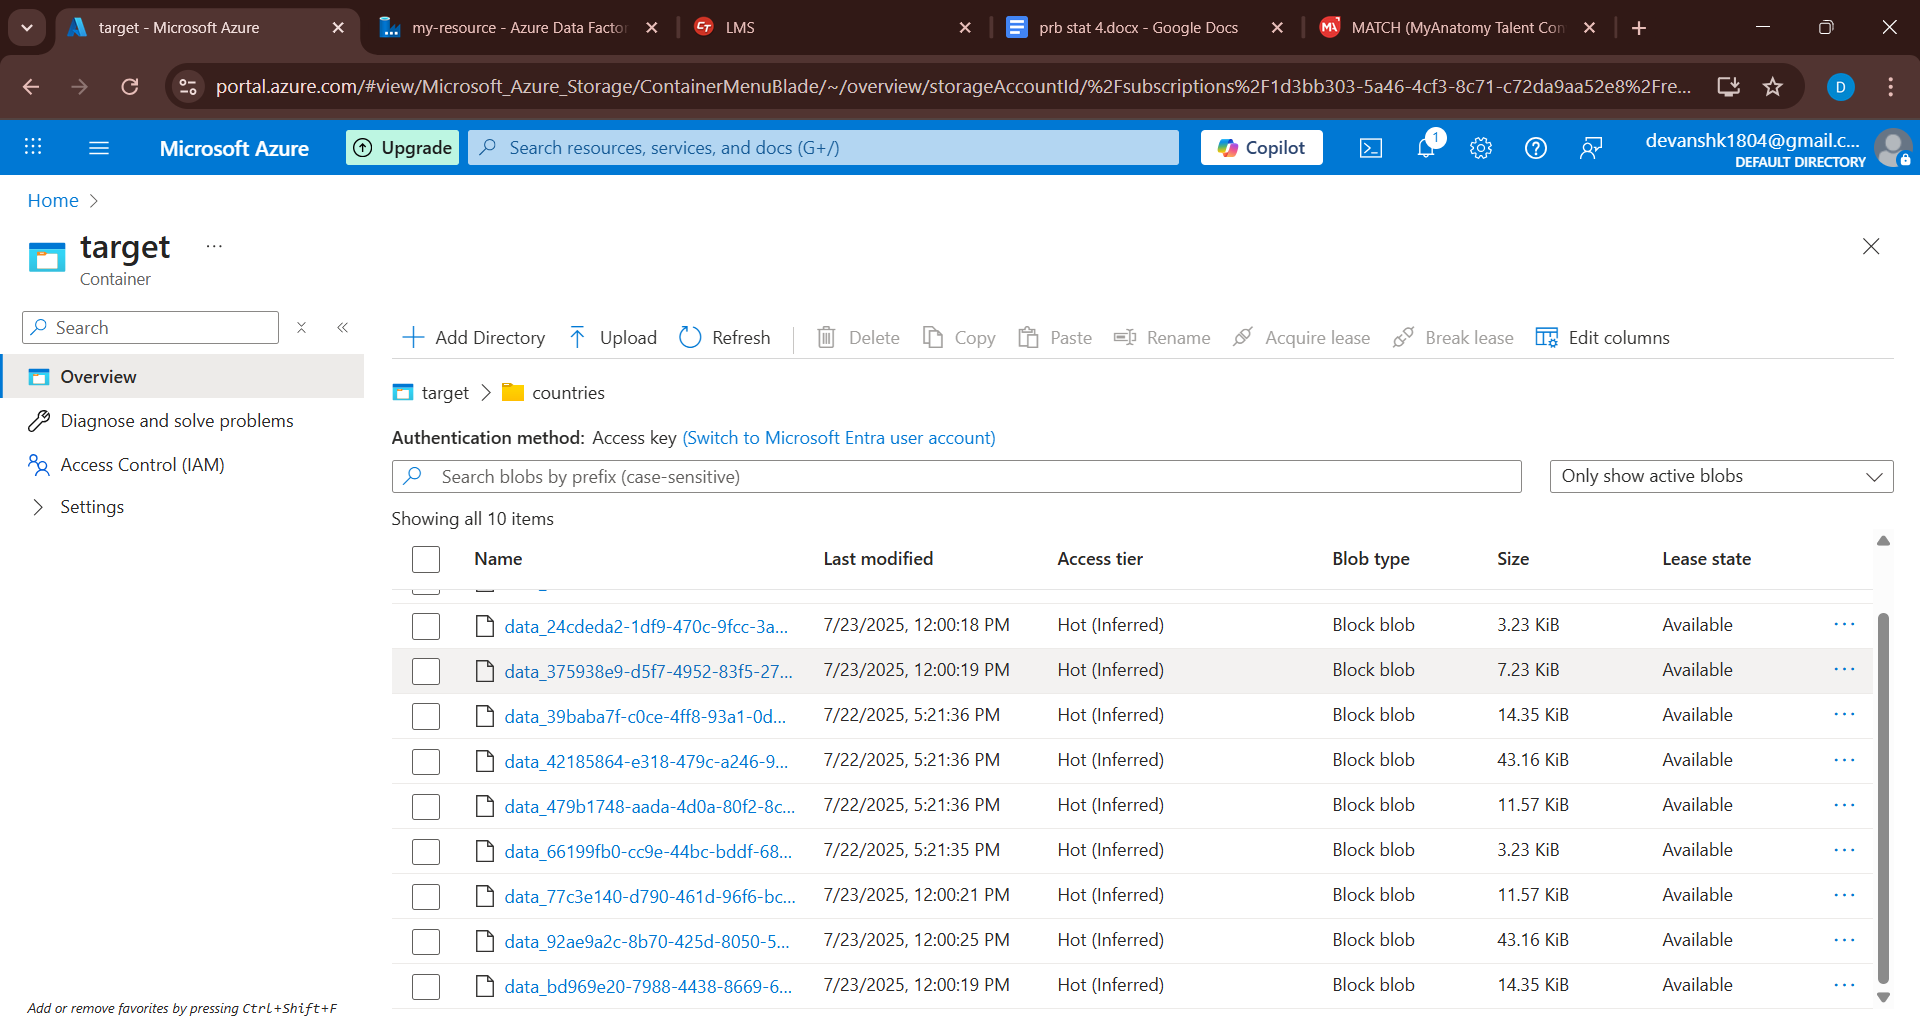 target - Microsoft Azure
my-resource - Azure Data Factor
LMS
prb stat 4.docx - Google Docs
MATCH (MyAnatomy Talent Con
portal.azure.com/#view/Microsoft_Azure_Storage/ContainerMenuBlade/~/overview/storageAccountId/%2Fsubscriptions%2F1d3bb303-5a46-4cf3-8c71-c72da9aa52e8%2Fre...
D
Microsoft Azure
Upgrade
Search resources, services, and docs (G+/)
Copilot
1
devanshk1804@gmail.c...
DEFAULT DIRECTORY
Home
target
Container
Search
Overview
Diagnose and solve problems
Access Control (IAM)
Settings
Add or remove favorites by pressing Ctrl+Shift+F
Add Directory Upload Refresh Delete Copy Paste Rename Acquire lease Break lease Edit columns
target > countries
Authentication method: Access key (Switch to Microsoft Entra user account)
Search blobs by prefix (case-sensitive)
Only show active blobs
Showing all 10 items
Name Last modified Access tier Blob type Size Lease state
data_24cdeda2-1df9-470c-9fcc-3a... 7/23/2025, 12:00:18 PM Hot (Inferred) Block blob 3.23 KiB Available
data_375938e9-d5f7-4952-83f5-27... 7/23/2025, 12:00:19 PM Hot (Inferred) Block blob 7.23 KiB Available
data_39baba7f-c0ce-4ff8-93a1-0d... 7/22/2025, 5:21:36 PM Hot (Inferred) Block blob 14.35 KiB Available
data_42185864-e318-479c-a246-9... 7/22/2025, 5:21:36 PM Hot (Inferred) Block blob 43.16 KiB Available
data_479b1748-aada-4d0a-80f2-8c... 7/22/2025, 5:21:36 PM Hot (Inferred) Block blob 11.57 KiB Available
data_66199fb0-cc9e-44bc-bddf-68... 7/22/2025, 5:21:35 PM Hot (Inferred) Block blob 3.23 KiB Available
data_77c3e140-d790-461d-96f6-bc... 7/23/2025, 12:00:21 PM Hot (Inferred) Block blob 11.57 KiB Available
data_92ae9a2c-8b70-425d-8050-5... 7/23/2025, 12:00:25 PM Hot (Inferred) Block blob 43.16 KiB Available
data_bd969e20-7988-4438-8669-6... 7/23/2025, 12:00:19 PM Hot (Inferred) Block blob 14.35 KiB Available